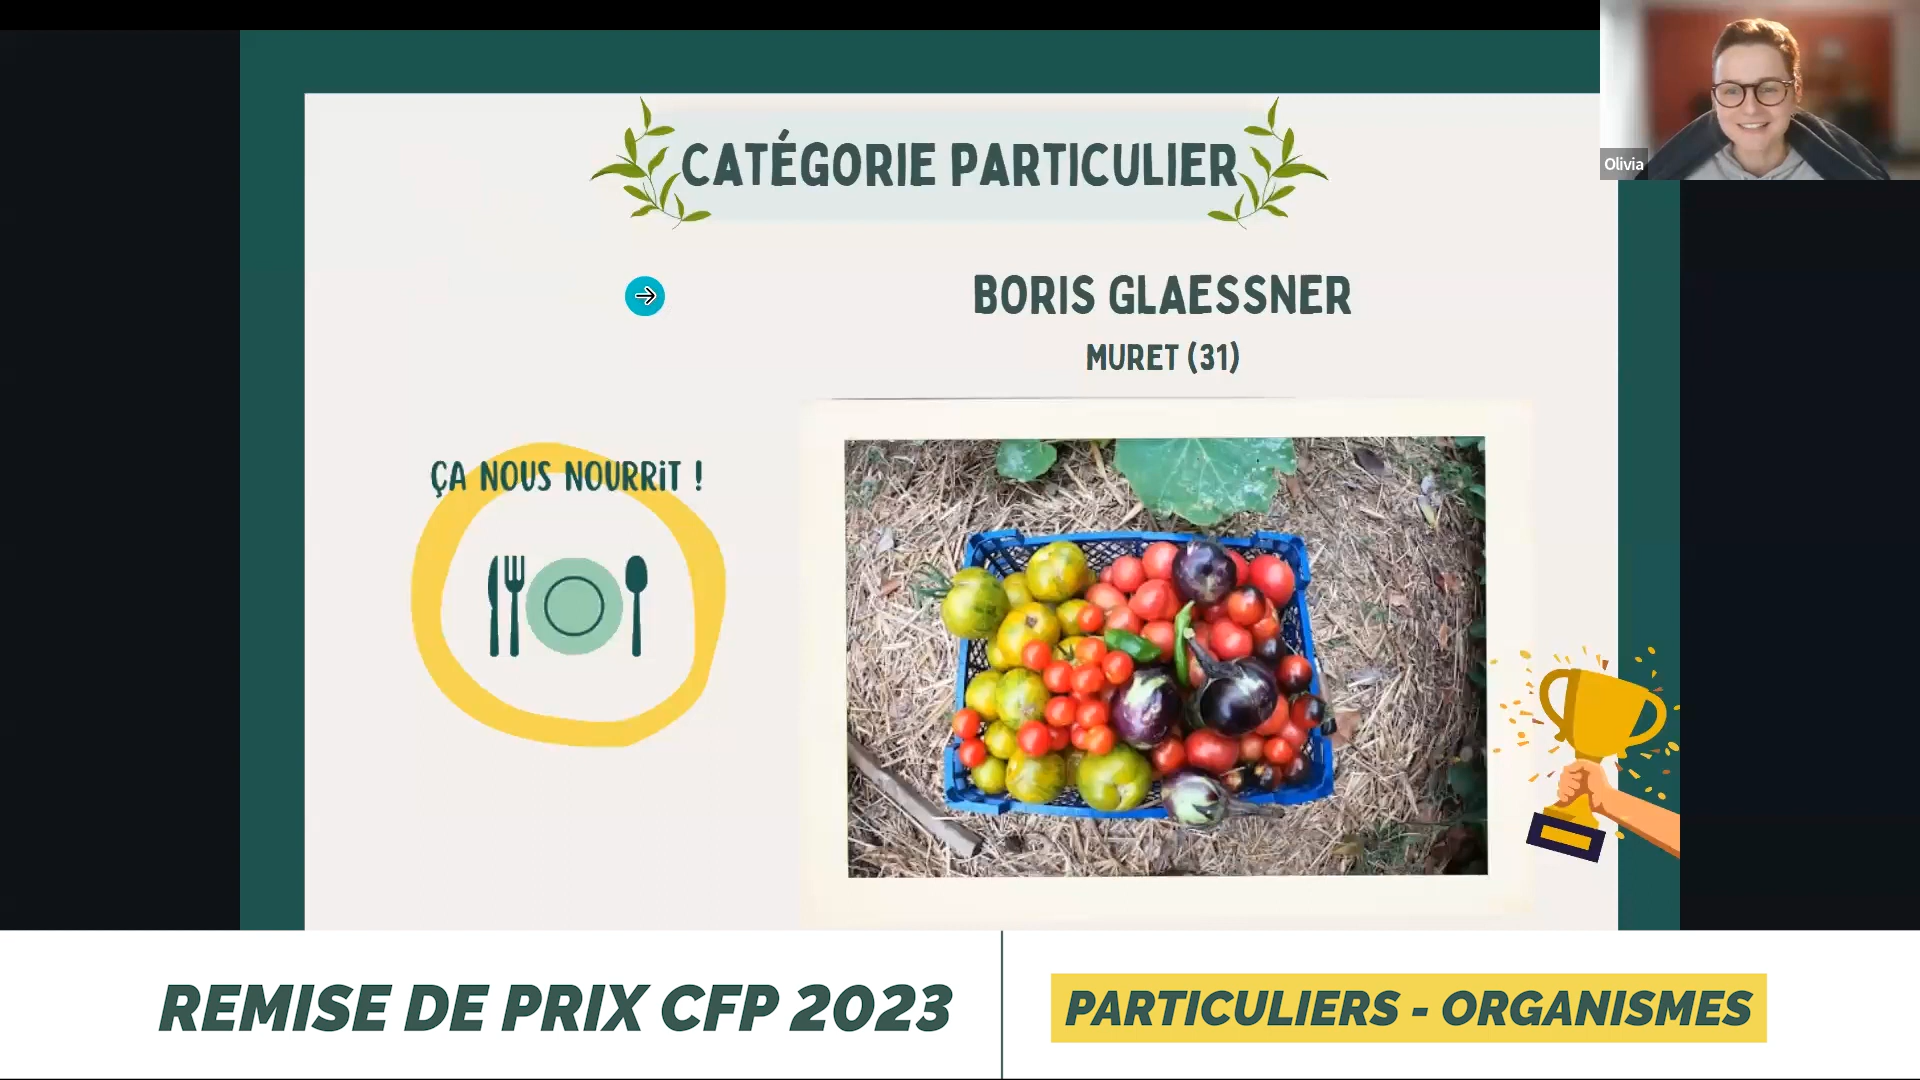 CATÉGORIE PARTICULIER
Olivia
BORIS GLAESSNER
MURET (31)
ÇA NOUS NOURRiT !
REMISE DE PRIX CFP 2023
PARTICULIERS - ORGANISMES